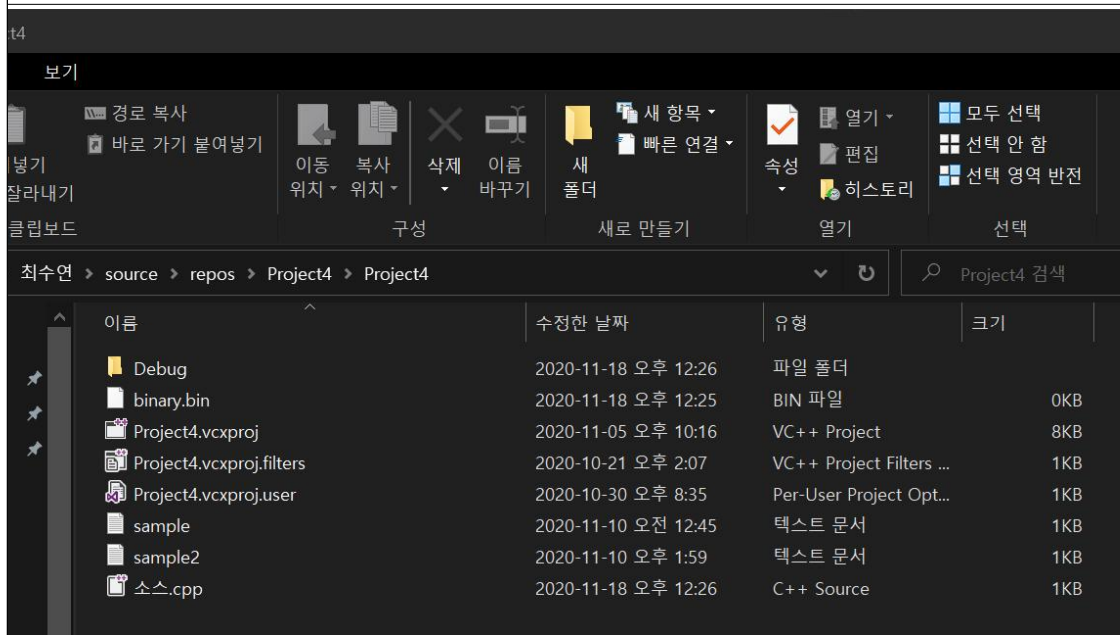 ct4
보기
경로 복사
바로 가기 붙여넣기
여넣기
잘라내기
클립보드
이동 위치
복사 위치
삭제
이름 바꾸기
구성
새 폴더
새 항목
빠른 연결
새로 만들기
속성
열기
편집
히스토리
열기
모두 선택
선택 안 함
선택 영역 반전
선택
최수연 > source > repos > Project4 > Project4
Project4 검색
이름 수정한 날짜 유형 크기
Debug 2020-11-18 오후 12:26 파일 폴더
binary.bin 2020-11-18 오후 12:25 BIN 파일 0KB
Project4.vcxproj 2020-11-05 오후 10:16 VC++ Project 8KB
Project4.vcxproj.filters 2020-10-21 오후 2:07 VC++ Project Filters ... 1KB
Project4.vcxproj.user 2020-10-30 오후 8:35 Per-User Project Opt... 1KB
sample 2020-11-10 오전 12:45 텍스트 문서 1KB
sample2 2020-11-10 오후 1:59 텍스트 문서 1KB
소스.cpp 2020-11-18 오후 12:26 C++ Source 1KB